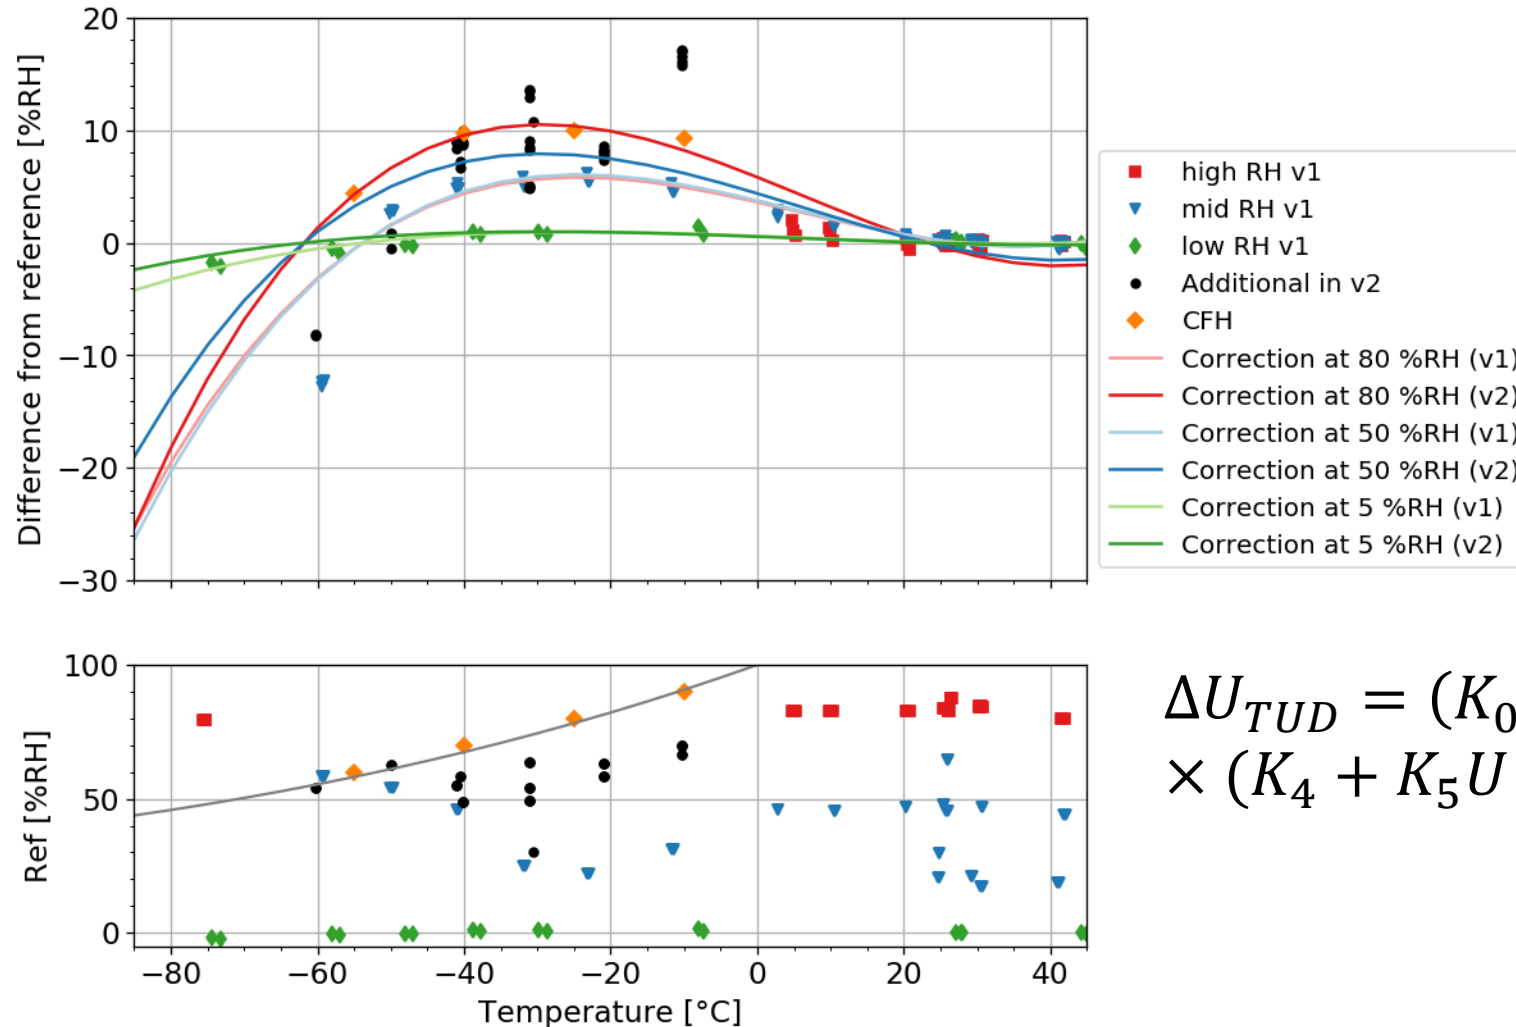 20
10
0
−10
−20
−30
Difference from reference [%RH]
high RH v1
mid RH v1
low RH v1
Additional in v2
CFH
Correction at 80 %RH (v1)
Correction at 80 %RH (v2)
Correction at 50 %RH (v1)
Correction at 50 %RH (v2)
Correction at 5 %RH (v1)
Correction at 5 %RH (v2)
100
50
0
Ref [%RH]
−80 −60 −40 −20 0 20 40
Temperature [°C]
ΔU_{TUD} = (K_0
× (K_4 + K_5U